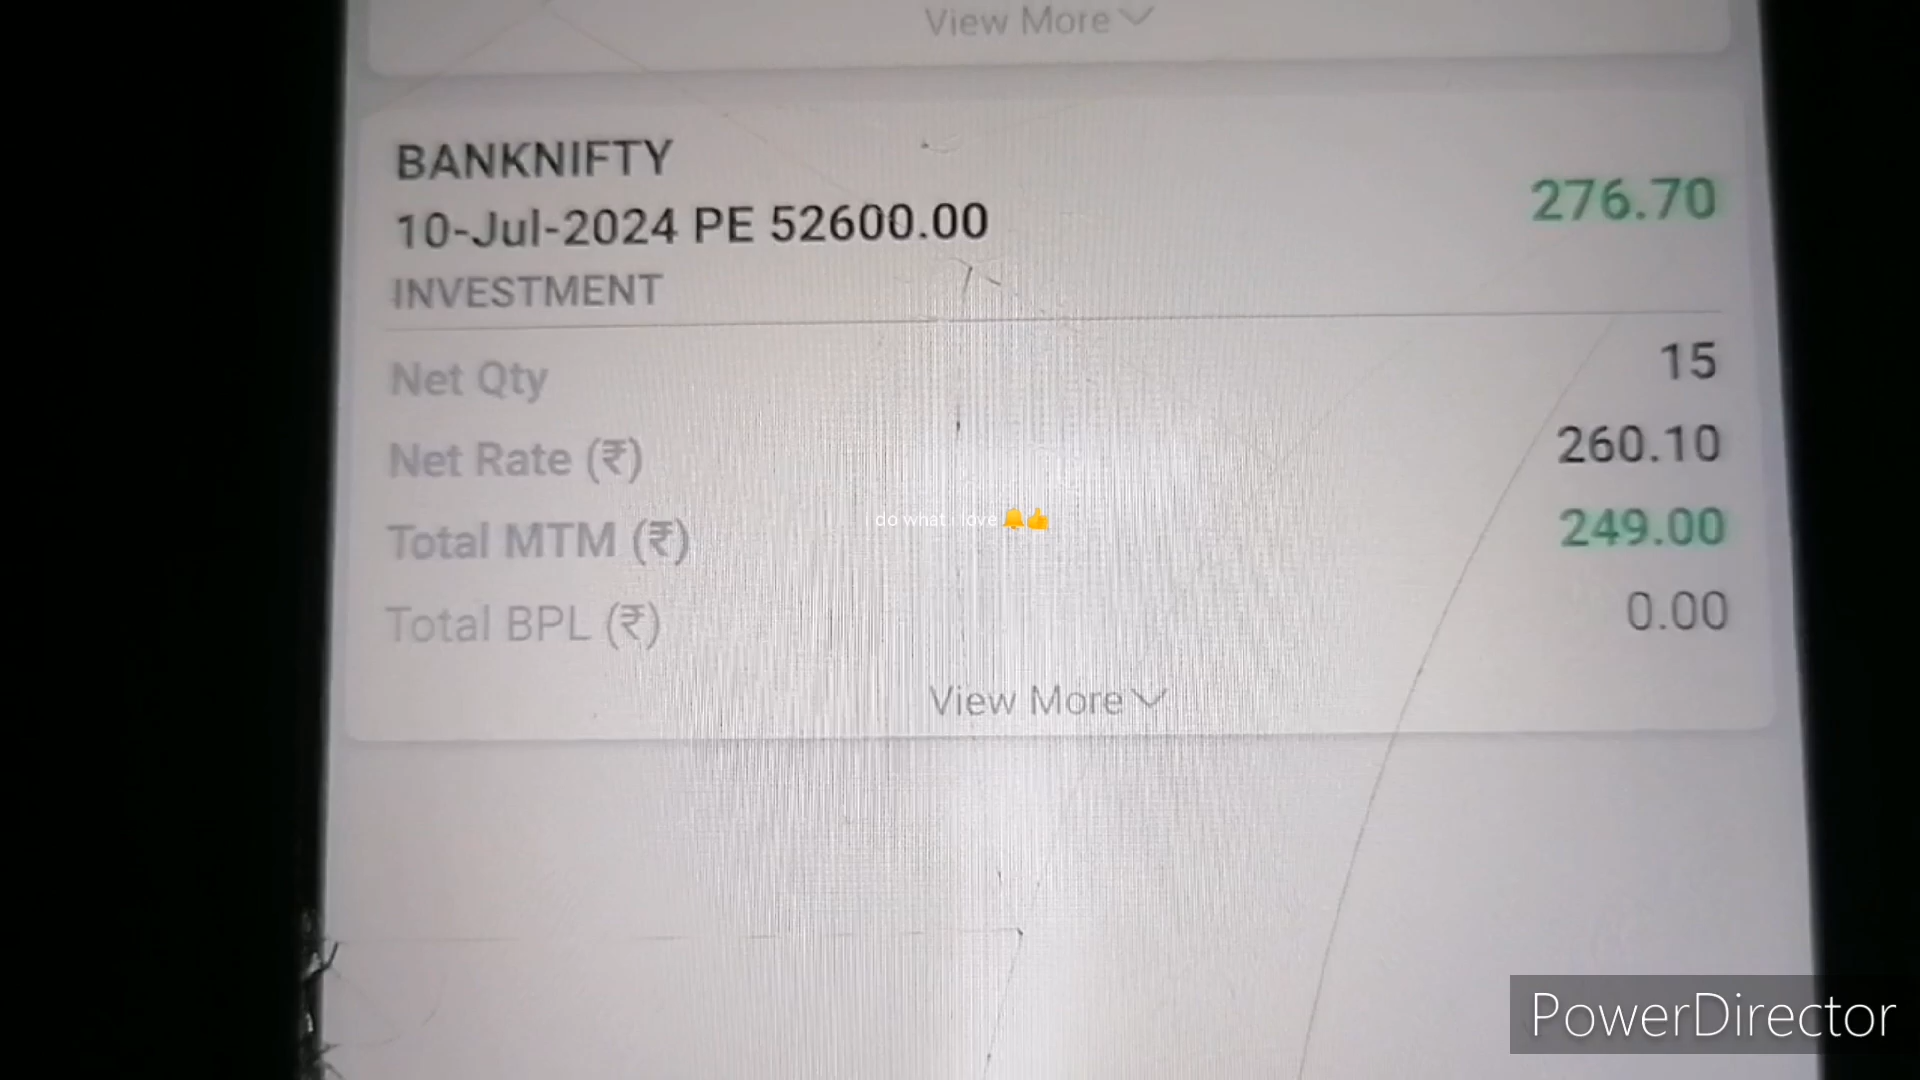 View More
BANKNIFTY
10-Jul-2024 PE 52600.00
276.70
INVESTMENT
Net Qty
15
Net Rate (₹)
260.10
i do what i love 🔔👍
Total MTM (₹)
249.00
Total BPL (₹)
0.00
View More
PowerDirector